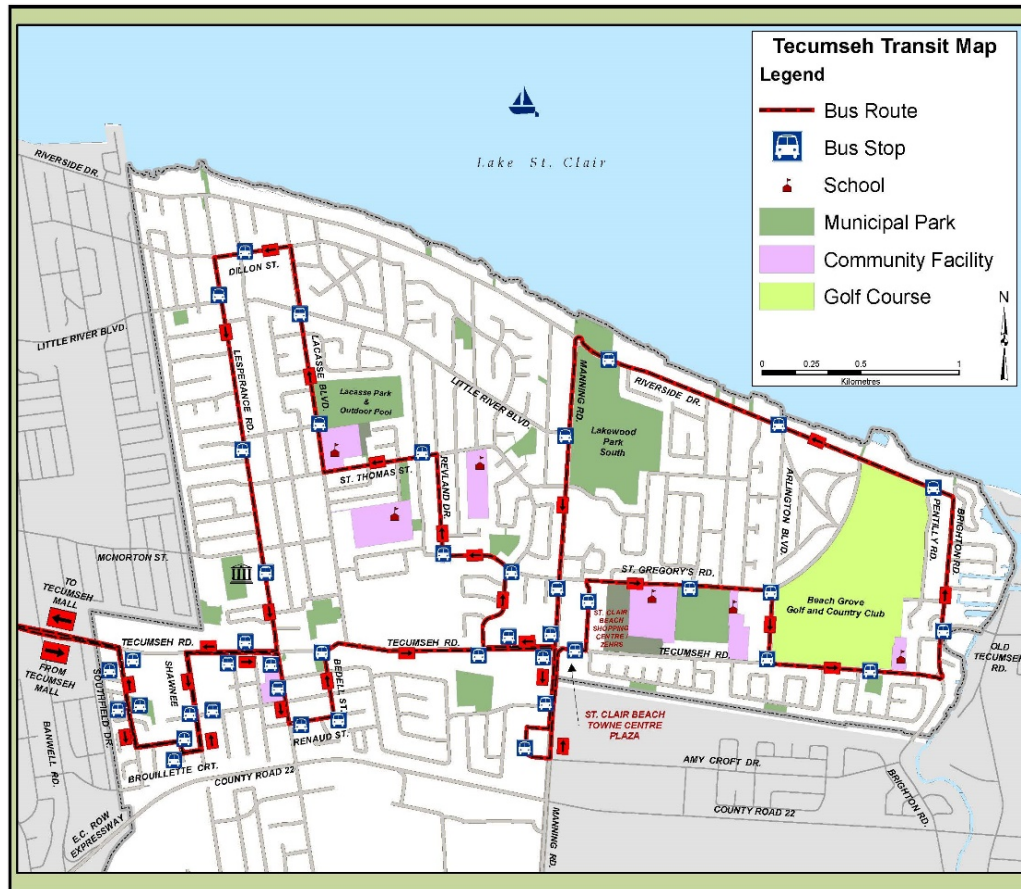 Tecumseh Transit Map
Legend
Bus Route
Bus Stop
School
Municipal Park
Community Facility
Golf Course
N
0 0.25 0.5 1
Kilometres
Lake St. Clair
RIVERSIDE DR.
DILLON ST.
LITTLE RIVER BLVD.
LESPERANCE RD.
LACASSE BLVD.
Lacasse Park
&
Outdoor Pool
LITTLE RIVER BLVD.
MANNING RD.
RIVERSIDE DR.
Lakewood
Park
South
ST. THOMAS ST.
REVLAND DR.
ARLINGTON BLVD.
PENTILLY RD.
BRIGHTON RD.
MCHORTON ST.
ST. GREGORY'S RD.
Beach Grove
Golf and Country Club
TO
TECUMSEH
MALL
FROM
TECUMSEH
MALL
TECUMSEH RD.
TECUMSEH RD.
ST. CLAIR
BEACH
SHOPPING
CENTRE /
ZEHRS
TECUMSEH RD.
OLD
TECUMSEH
RD.
SOUTHFIELD DR.
SHAWNEE
BEDELL ST.
RENAUD ST.
BANWELL RD.
BROUILLETTE CRT.
COUNTY ROAD 22
ST. CLAIR BEACH
TOWNE CENTRE
PLAZA
AMY CROFT DR.
BRIGHTON RD.
COUNTY ROAD 22
E.C. ROW
EXPRESSWAY
MANNING RD.